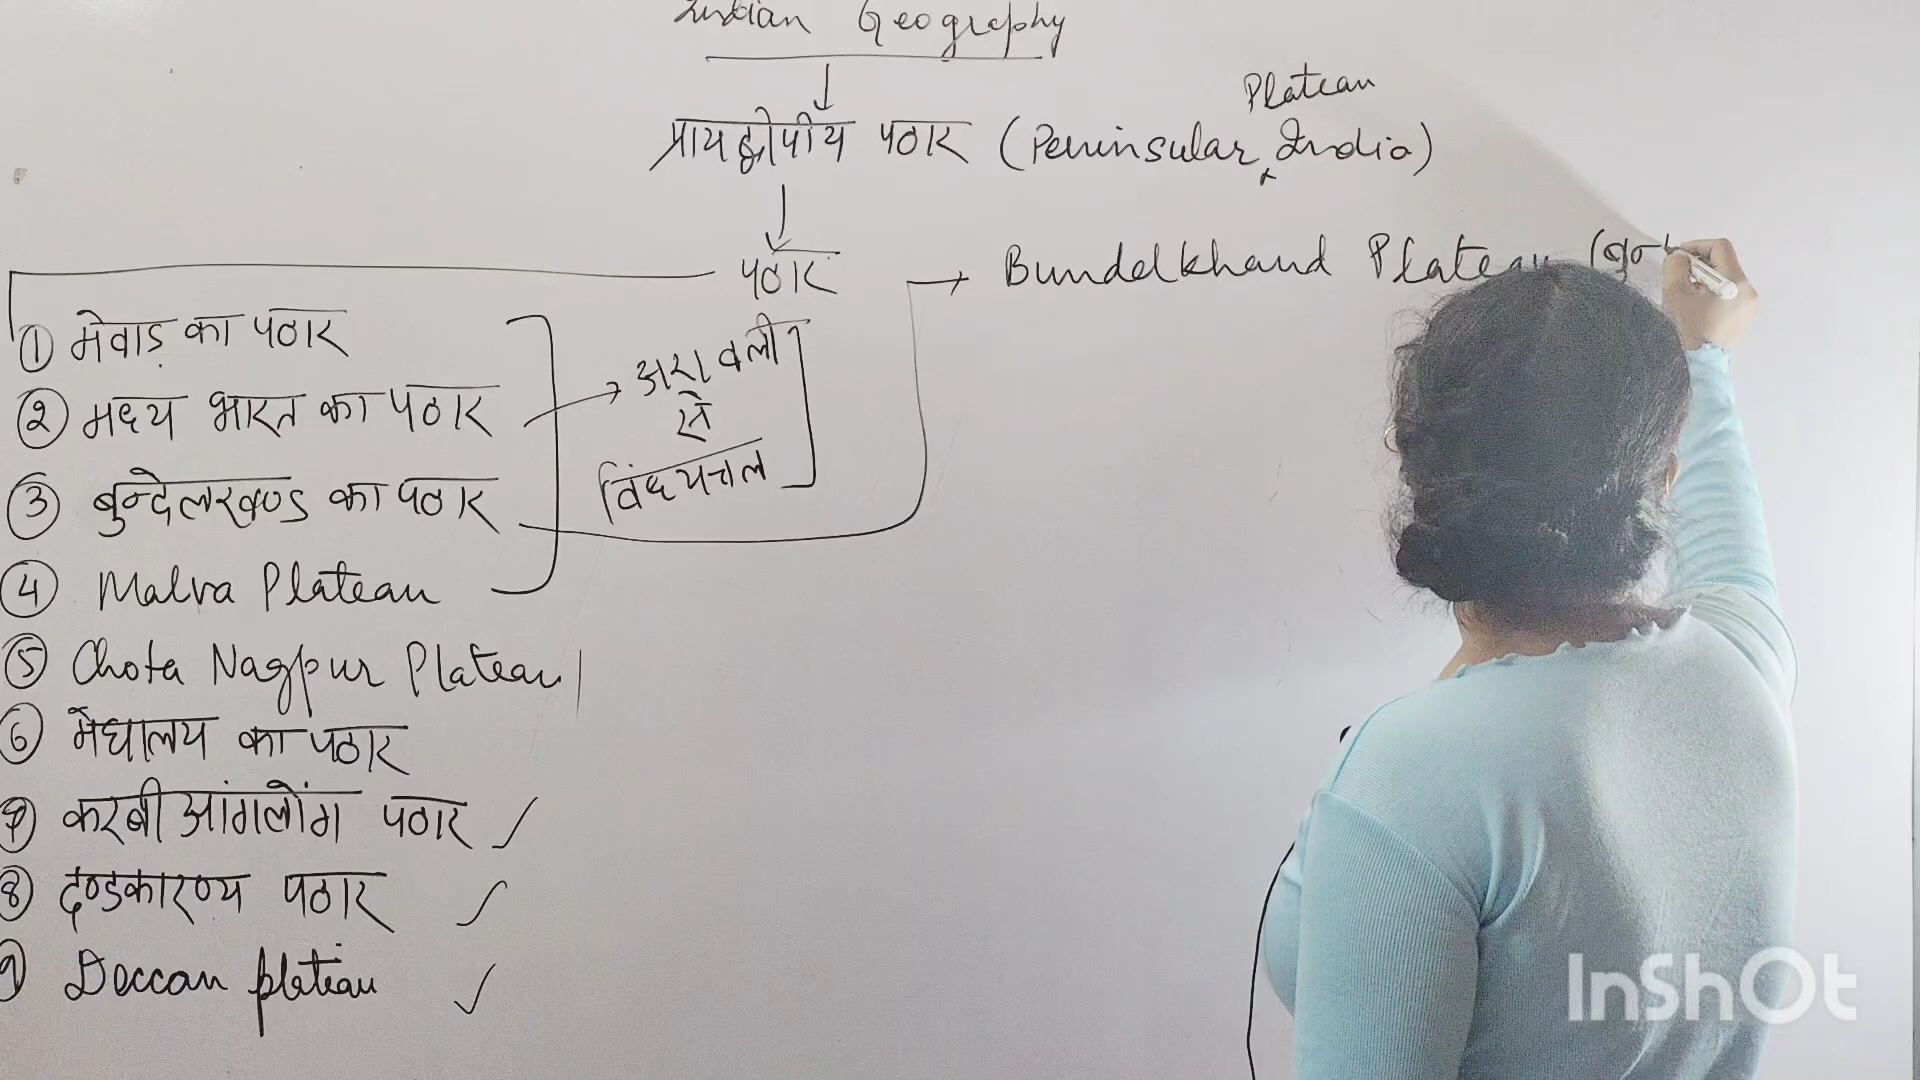 Indian Geography
Plateau
प्रायद्वीपीय पठार (Peninsular India)
पठार
Bundelkhand Plateau
① मेवाड़ का पठार
② मध्य भारत का पठार
③ बुन्देलखण्ड का पठार
④ Malva Plateau
⑤ Chota Nagpur Plateau
⑥ मेघालय का पठार
⑦ करबी आंगलोंग पठार
⑧ दण्डकारण्य पठार
⑨ Deccan plateau
अरावली
से
विंध्यचल
InShOt